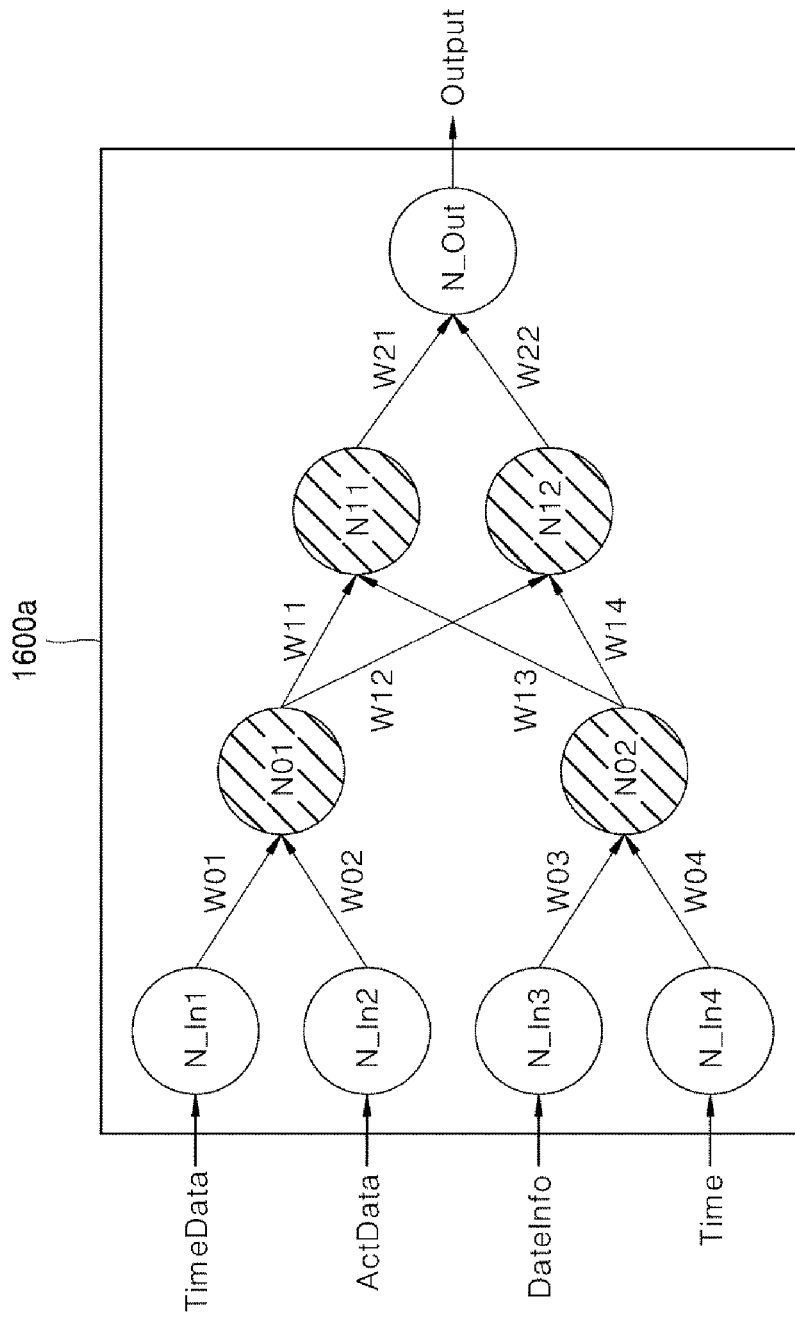 1600a
TimeData
ActData
DateInfo
Time
N_In1
N_In2
N_In3
N_In4
W01
W02
W03
W04
N01
N02
W11
W12
W13
W14
N11
N12
W21
W22
N_Out
Output